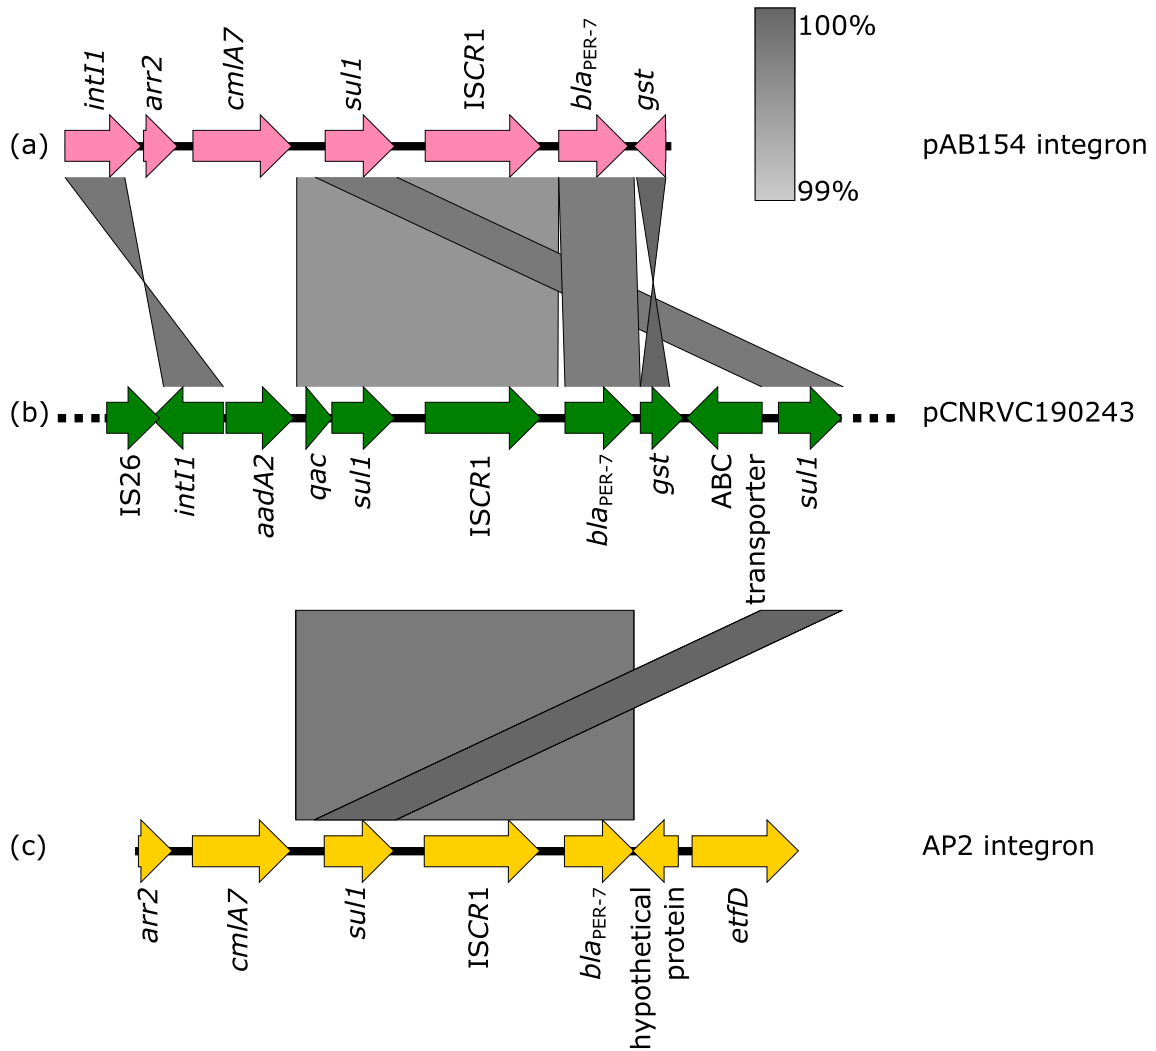 100%
99%
intI1
arr2
cmlA7
sul1
ISCR1
blaPER-7
gst
(a)
pAB154 integron
(b)
pCNRVC190243
IS26
intI1
aadA2
qac
sul1
ISCR1
blaPER-7
gst
ABC
transporter
sul1
(c)
AP2 integron
arr2
cmlA7
sul1
ISCR1
blaPER-7
hypothetical
protein
etfD